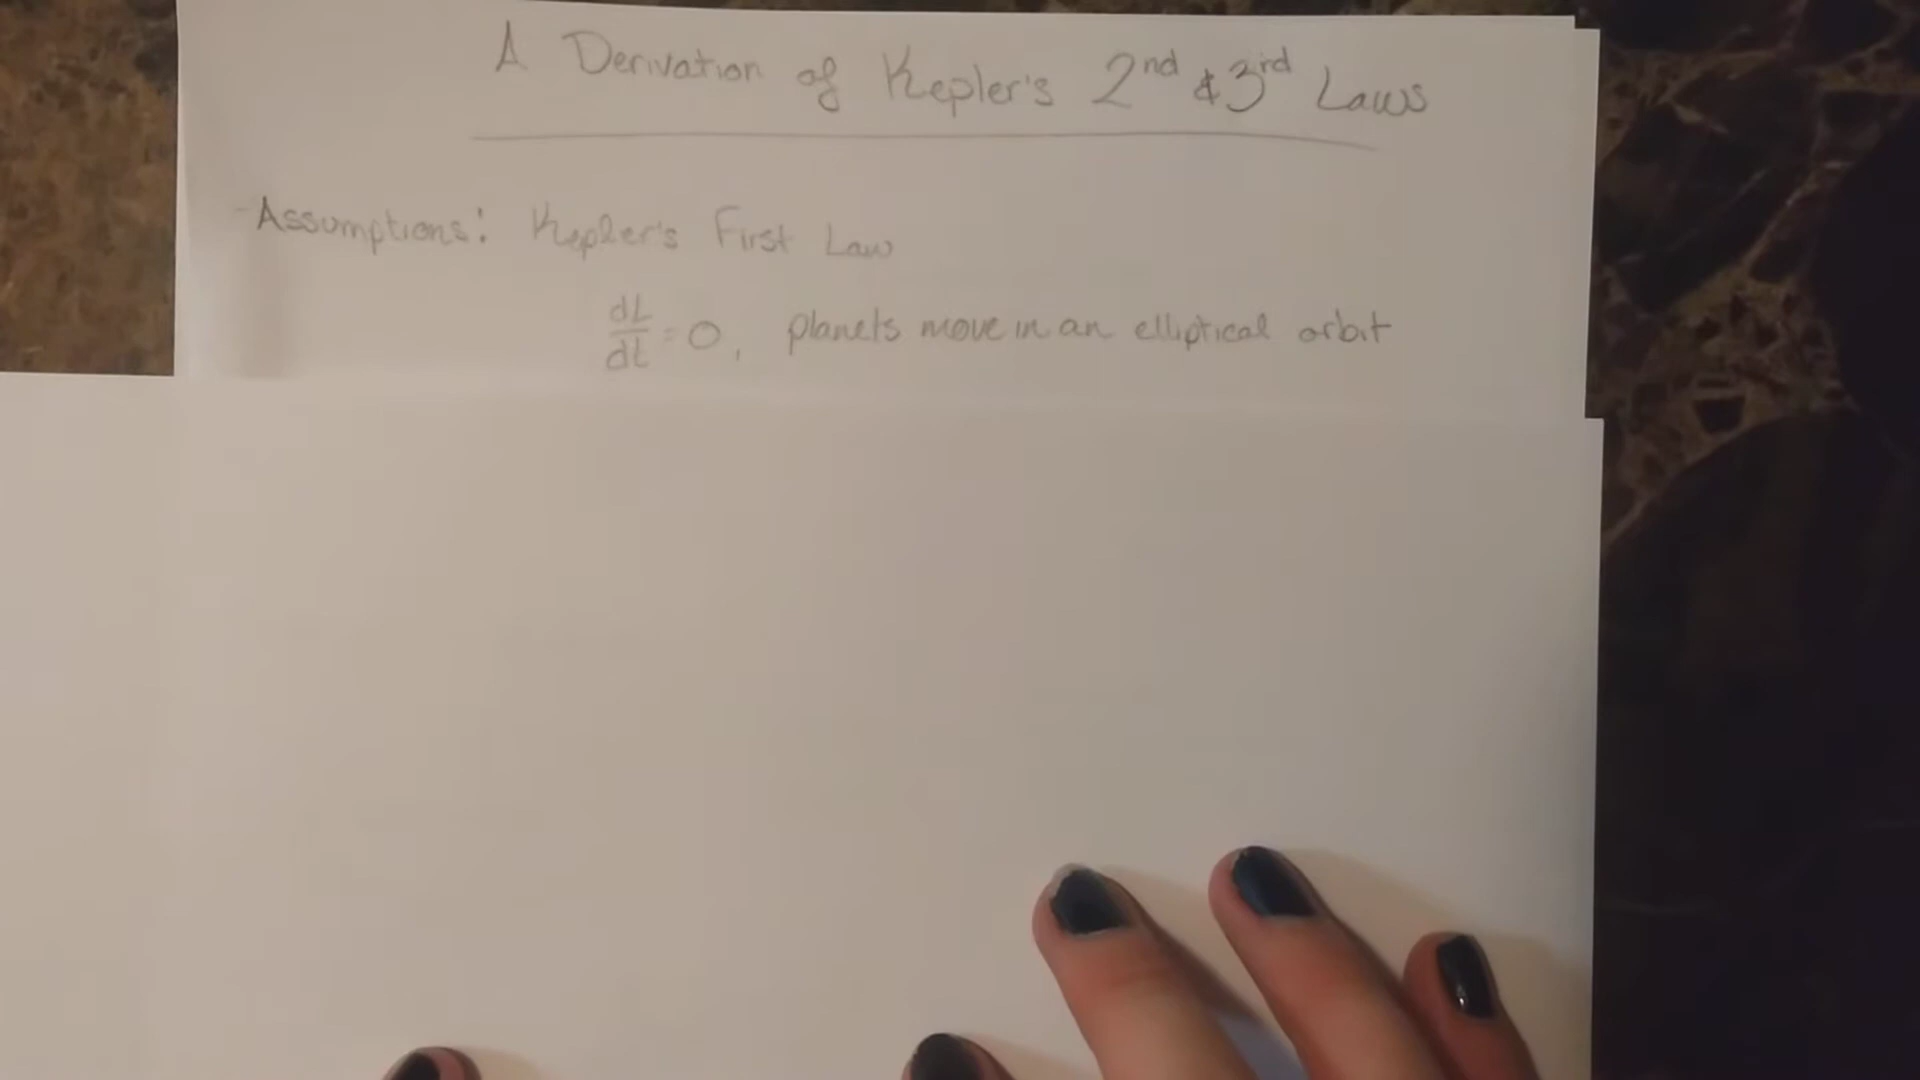 A Derivation of Kepler's 2nd & 3rd Laws
-Assumptions: Kepler's First Law
dL/dt = 0, planets move in an elliptical orbit